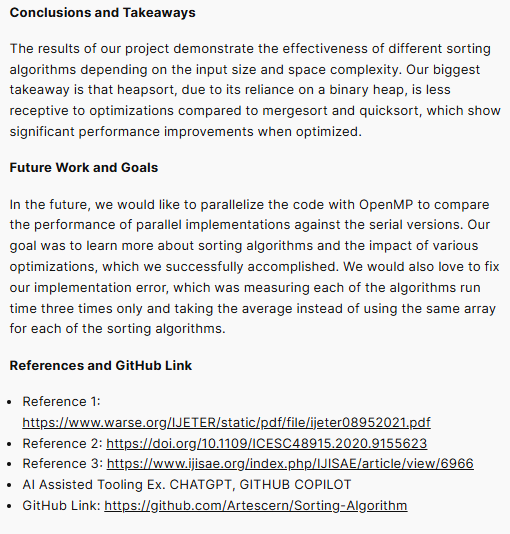 Conclusions and Takeaways
The results of our project demonstrate the effectiveness of different sorting
algorithms depending on the input size and space complexity. Our biggest
takeaway is that heapsort, due to its reliance on a binary heap, is less
receptive to optimizations compared to mergesort and quicksort, which show
significant performance improvements when optimized.
Future Work and Goals
In the future, we would like to parallelize the code with OpenMP to compare
the performance of parallel implementations against the serial versions. Our
goal was to learn more about sorting algorithms and the impact of various
optimizations, which we successfully accomplished. We would also love to fix
our implementation error, which was measuring each of the algorithms run
time three times only and taking the average instead of using the same array
for each of the sorting algorithms.
References and GitHub Link
• Reference 1:
https://www.warse.org/IJETER/static/pdf/file/ijeter08952021.pdf
• Reference 2: https://doi.org/10.1109/ICESC48915.2020.9155623
• Reference 3: https://www.ijisae.org/index.php/IJISAE/article/view/6966
• AI Assisted Tooling Ex. CHATGPT, GITHUB COPILOT
• GitHub Link: https://github.com/Artescern/Sorting-Algorithm